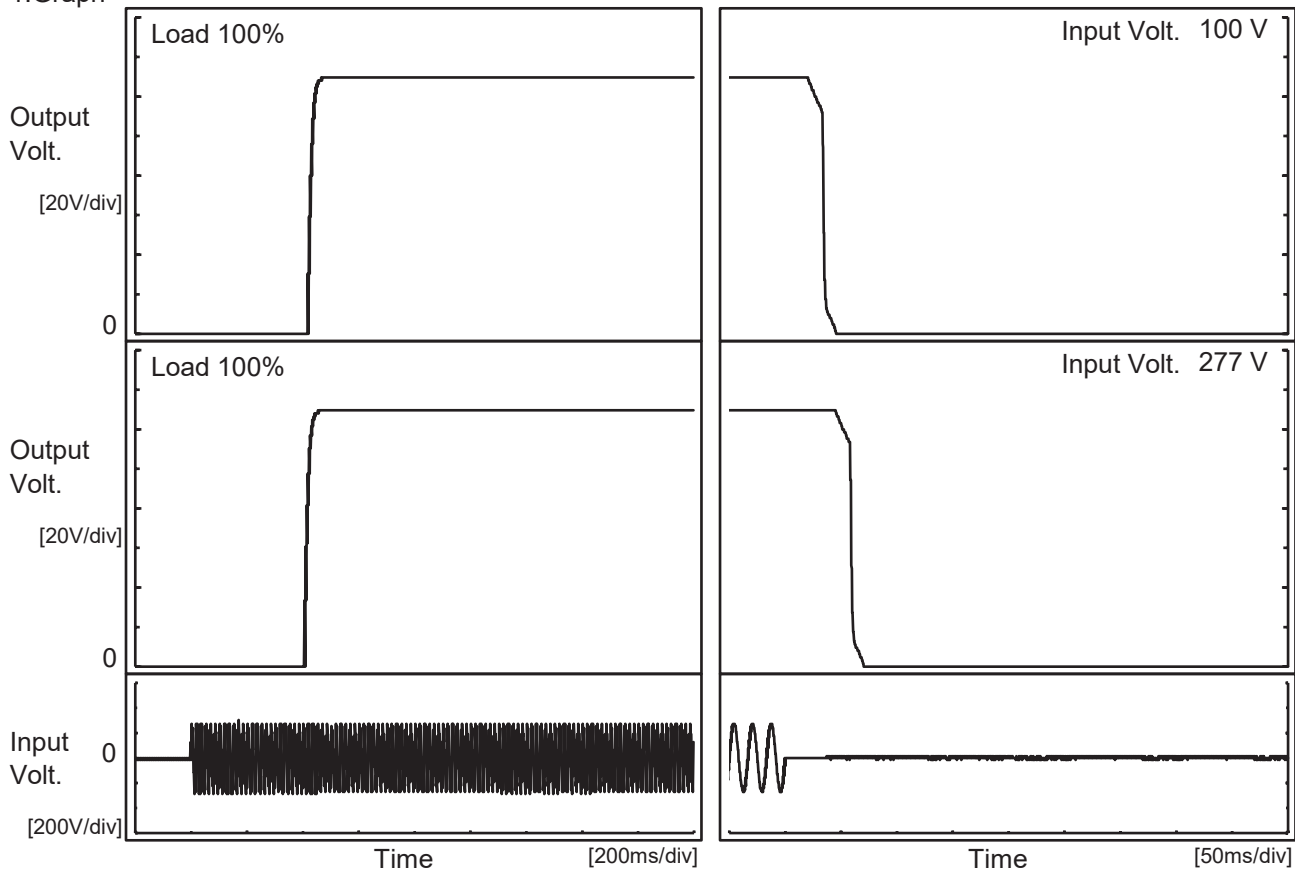 Load 100%
Input Volt. 100 V
Output
Volt.
[20V/div]
0
Load 100%
Input Volt. 277 V
Output
Volt.
[20V/div]
0
Input
Volt.
0
[200V/div]
Time
[200ms/div]
Time
[50ms/div]